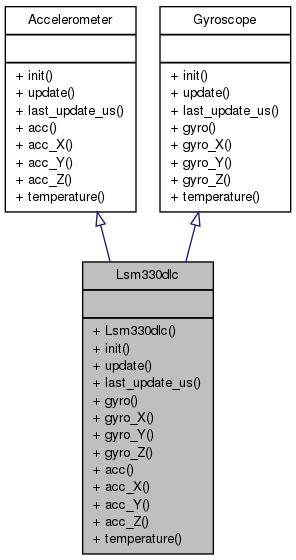 Accelerometer
+ init()
+ update()
+ last_update_us()
+ acc()
+ acc_X()
+ acc_Y()
+ acc_Z()
+ temperature()
Gyroscope
+ init()
+ update()
+ last_update_us()
+ gyro()
+ gyro_X()
+ gyro_Y()
+ gyro_Z()
+ temperature()
Lsm330dlc
+ Lsm330dlc()
+ init()
+ update()
+ last_update_us()
+ gyro()
+ gyro_X()
+ gyro_Y()
+ gyro_Z()
+ acc()
+ acc_X()
+ acc_Y()
+ acc_Z()
+ temperature()